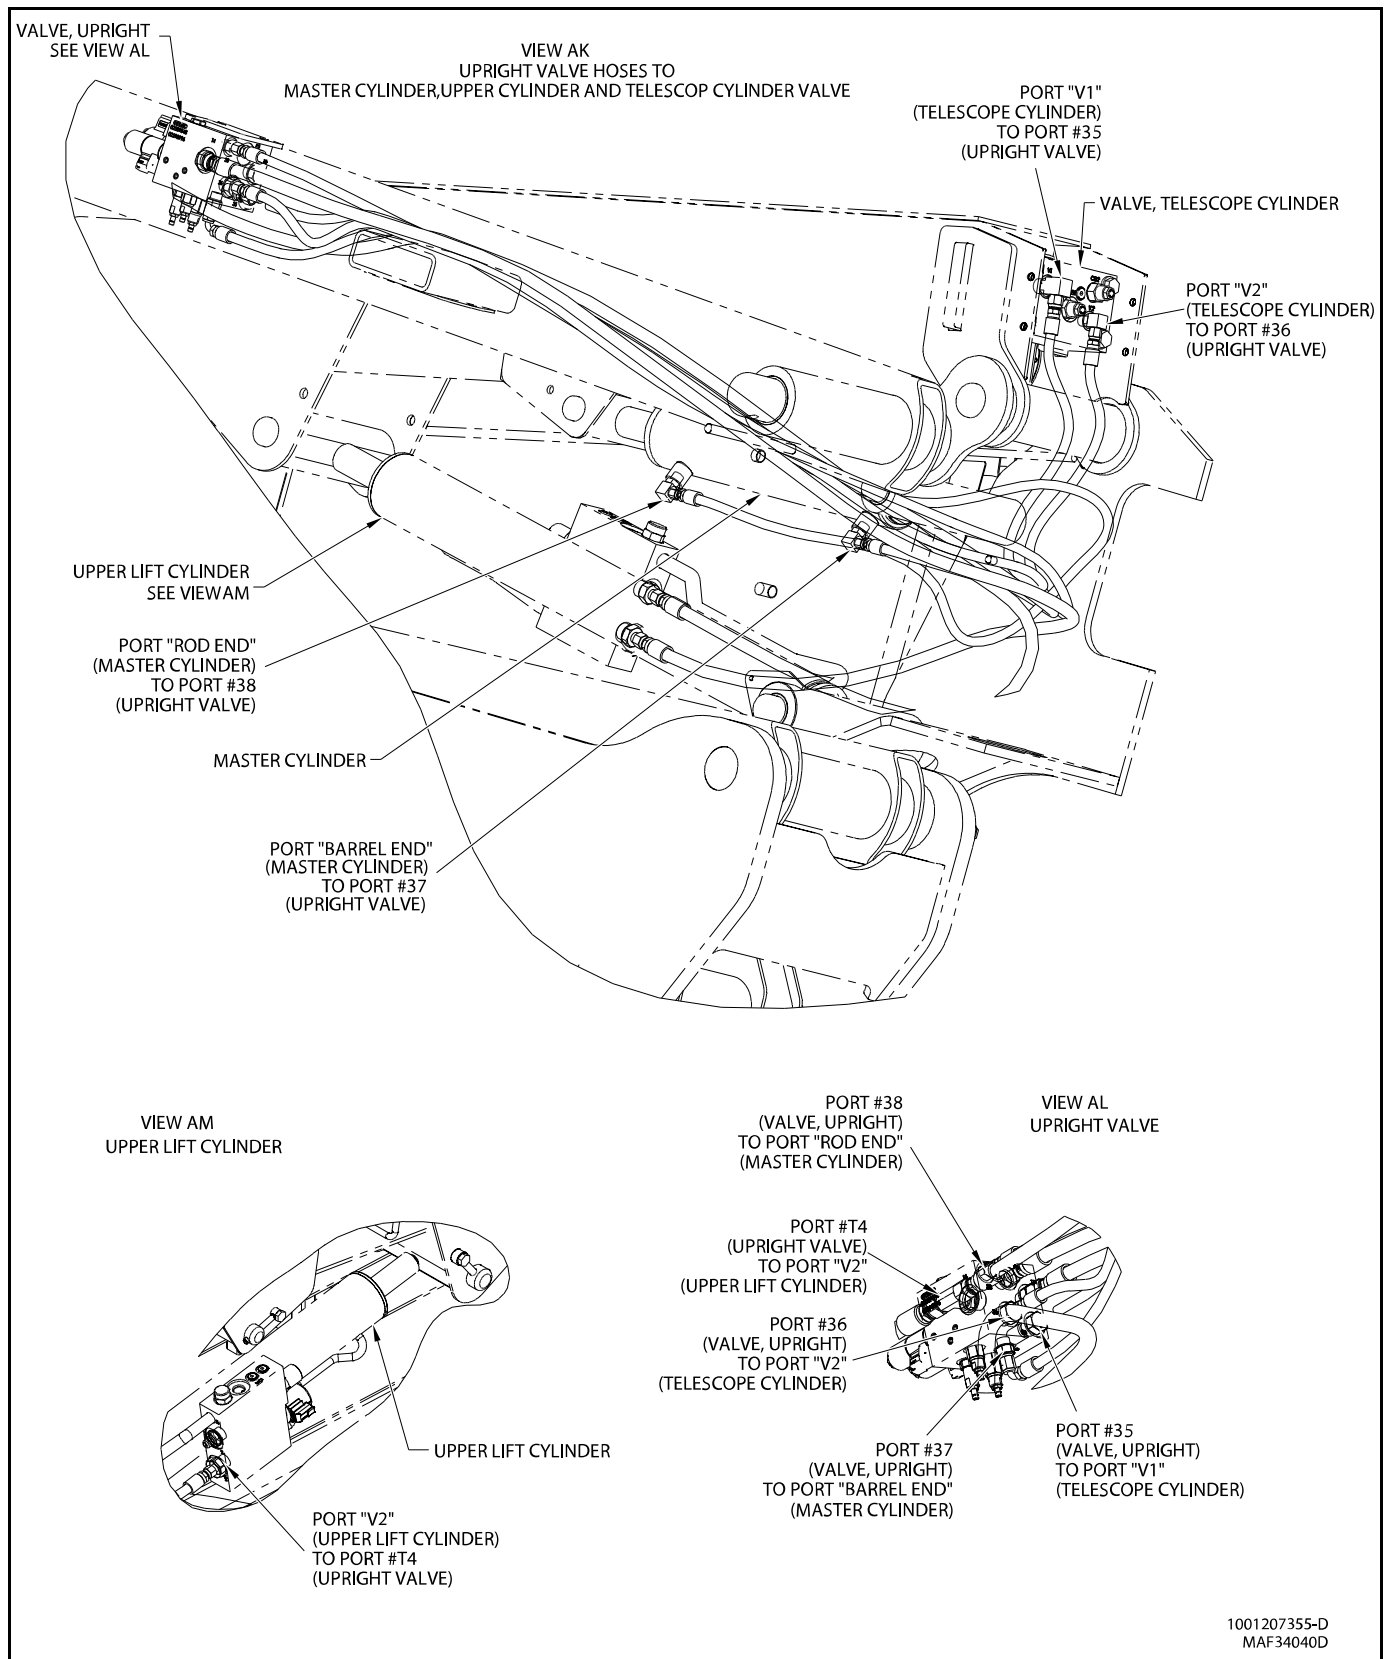 VALVE, UPRIGHT
SEE VIEW AL
VIEW AK
UPRIGHT VALVE HOSES TO
MASTER CYLINDER,UPPER CYLINDER AND TELESCOP CYLINDER VALVE
PORT "V1"
(TELESCOPE CYLINDER)
TO PORT #35
(UPRIGHT VALVE)
VALVE, TELESCOPE CYLINDER
PORT "V2"
(TELESCOPE CYLINDER)
TO PORT #36
(UPRIGHT VALVE)
UPPER LIFT CYLINDER
SEE VIEWAM
PORT "ROD END"
(MASTER CYLINDER)
TO PORT #38
(UPRIGHT VALVE)
MASTER CYLINDER
PORT "BARREL END"
(MASTER CYLINDER)
TO PORT #37
(UPRIGHT VALVE)
VIEW AM
UPPER LIFT CYLINDER
UPPER LIFT CYLINDER
PORT "V2"
(UPPER LIFT CYLINDER)
TO PORT #T4
(UPRIGHT VALVE)
VIEW AL
UPRIGHT VALVE
PORT #38
(VALVE, UPRIGHT)
TO PORT "ROD END"
(MASTER CYLINDER)
PORT #T4
(UPRIGHT VALVE)
TO PORT "V2"
(UPPER LIFT CYLINDER)
PORT #36
(VALVE, UPRIGHT)
TO PORT "V2"
(TELESCOPE CYLINDER)
PORT #37
(VALVE, UPRIGHT)
TO PORT "BARREL END"
(MASTER CYLINDER)
PORT #35
(VALVE, UPRIGHT)
TO PORT "V1"
(TELESCOPE CYLINDER)
1001207355-D
MAF34040D